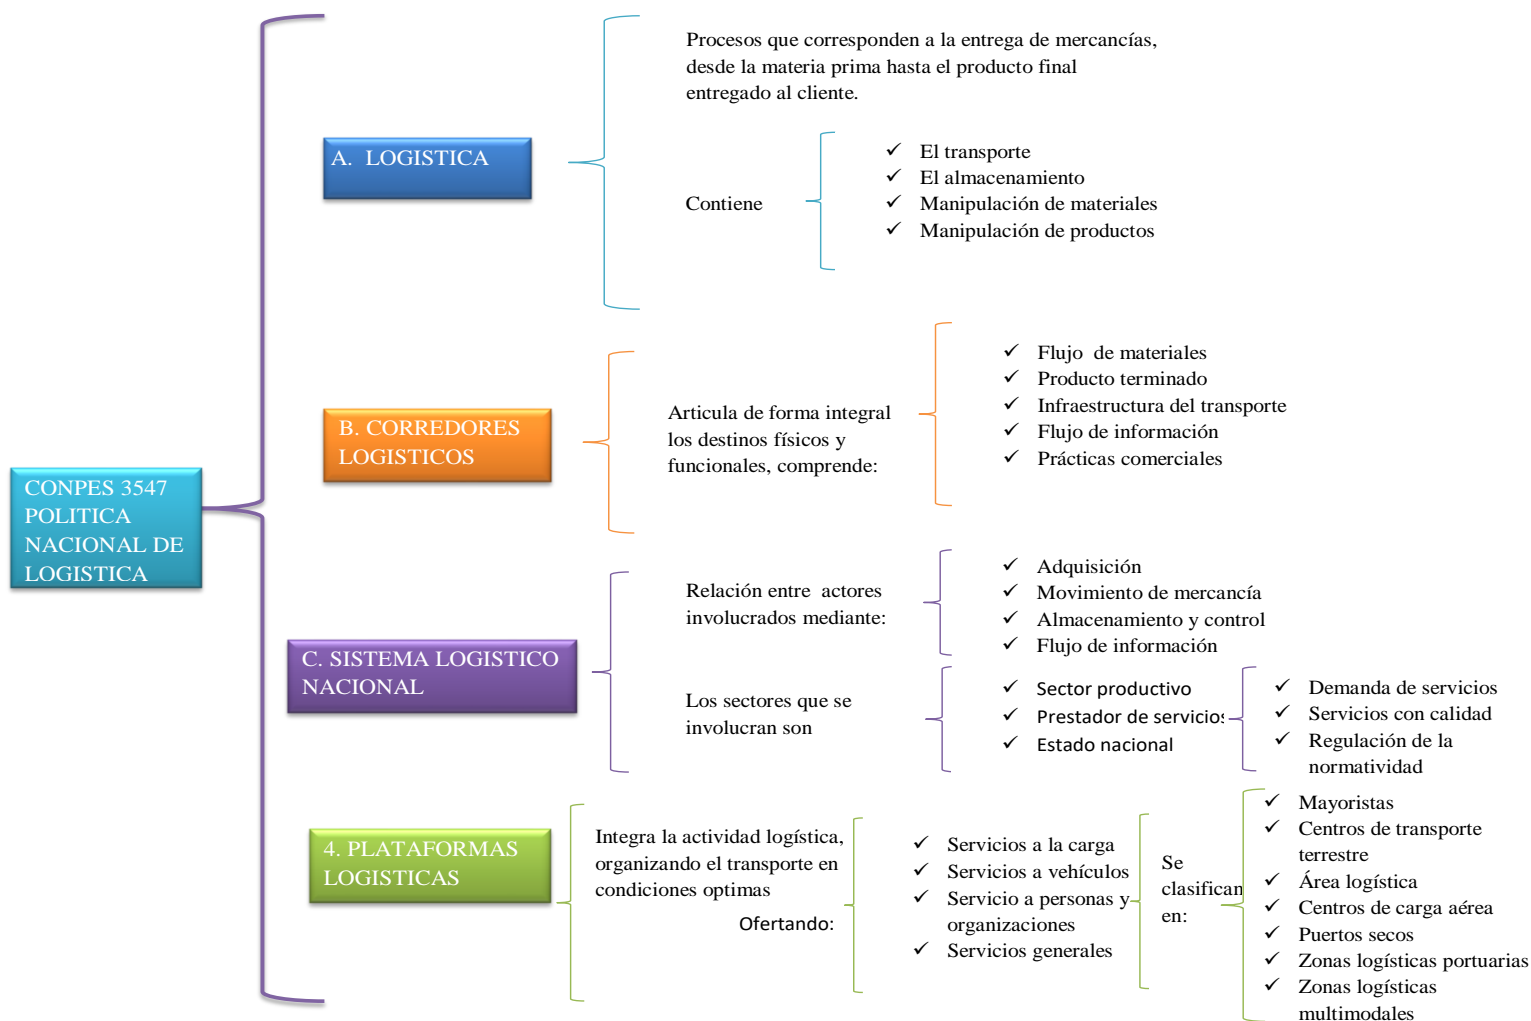 CONPES 3547
POLITICA
NACIONAL DE
LOGISTICA
A. LOGISTICA
Procesos que corresponden a la entrega de mercancías,
desde la materia prima hasta el producto final
entregado al cliente.
Contiene
✓ El transporte
✓ El almacenamiento
✓ Manipulación de materiales
✓ Manipulación de productos
B. CORREDORES
LOGISTICOS
Articula de forma integral
los destinos físicos y
funcionales, comprende:
✓ Flujo de materiales
✓ Producto terminado
✓ Infraestructura del transporte
✓ Flujo de información
✓ Prácticas comerciales
C. SISTEMA LOGISTICO
NACIONAL
Relación entre actores
involucrados mediante:
✓ Adquisición
✓ Movimiento de mercancía
✓ Almacenamiento y control
✓ Flujo de información
Los sectores que se
involucran son
✓ Sector productivo
✓ Prestador de servicios
✓ Estado nacional
✓ Demanda de servicios
✓ Servicios con calidad
✓ Regulación de la
normatividad
4. PLATAFORMAS
LOGISTICAS
Integra la actividad logística,
organizando el transporte en
condiciones optimas
Ofertando:
✓ Servicios a la carga
✓ Servicios a vehículos
✓ Servicio a personas y
organizaciones
✓ Servicios generales
Se
clasifican
en:
✓ Mayoristas
✓ Centros de transporte
terrestre
✓ Área logística
✓ Centros de carga aérea
✓ Puertos secos
✓ Zonas logísticas portuarias
✓ Zonas logísticas
multimodales